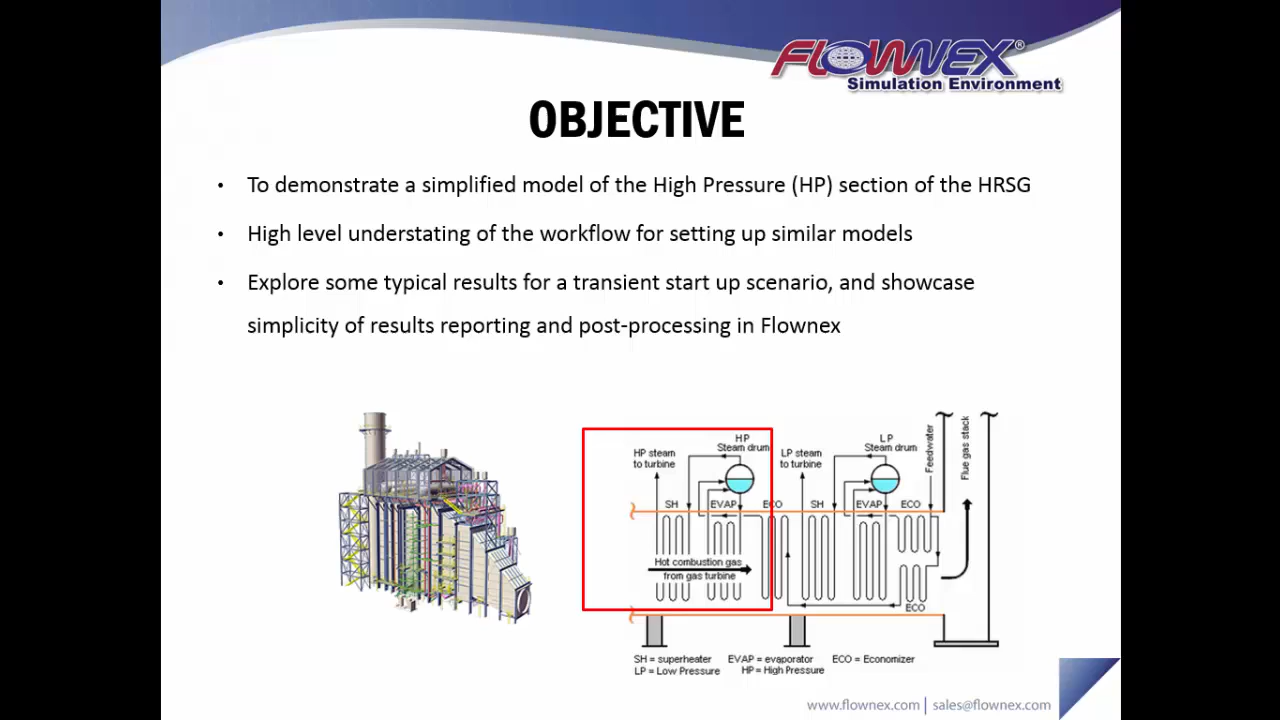 FLOWNEX®
Simulation Environment
OBJECTIVE
• To demonstrate a simplified model of the High Pressure (HP) section of the HRSG
• High level understating of the workflow for setting up similar models
• Explore some typical results for a transient start up scenario, and showcase
simplicity of results reporting and post-processing in Flownex
HP
Steam drum
HP steam
to turbine
LP steam
to turbine
LP
Steam drum
Feedwater
Flue gas stack
SH
EVAP
ECO
SH
EVAP
ECO
Hot combustion gas
from gas turbine
ECO
SH = superheater
EVAP = evaporator
ECO = Economizer
LP = Low Pressure
HP = High Pressure
www.flownex.com | sales@flownex.com